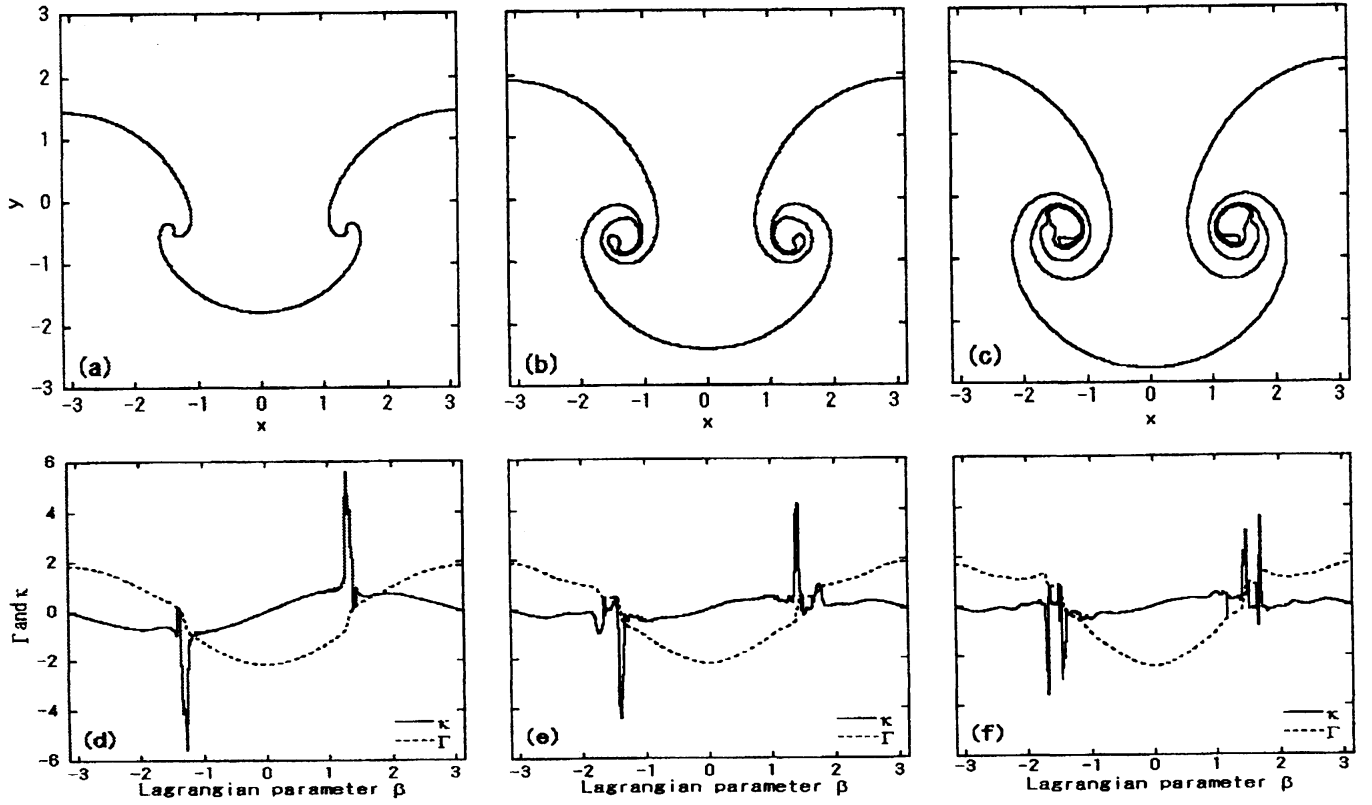 3
2
1
0
-1
-2
-3
y
(a)
-3 -2 -1 0 1 2 3
x
(b)
-3 -2 -1 0 1 2 3
x
(c)
-3 -2 -1 0 1 2 3
x
6
4
2
0
-2
-4
-6
Γ and κ
(d)
κ
Γ
-3 -2 -1 0 1 2 3
Lagrangian parameter β
(e)
κ
Γ
-3 -2 -1 0 1 2 3
Lagrangian parameter β
(f)
κ
Γ
-3 -2 -1 0 1 2 3
Lagrangian parameter β